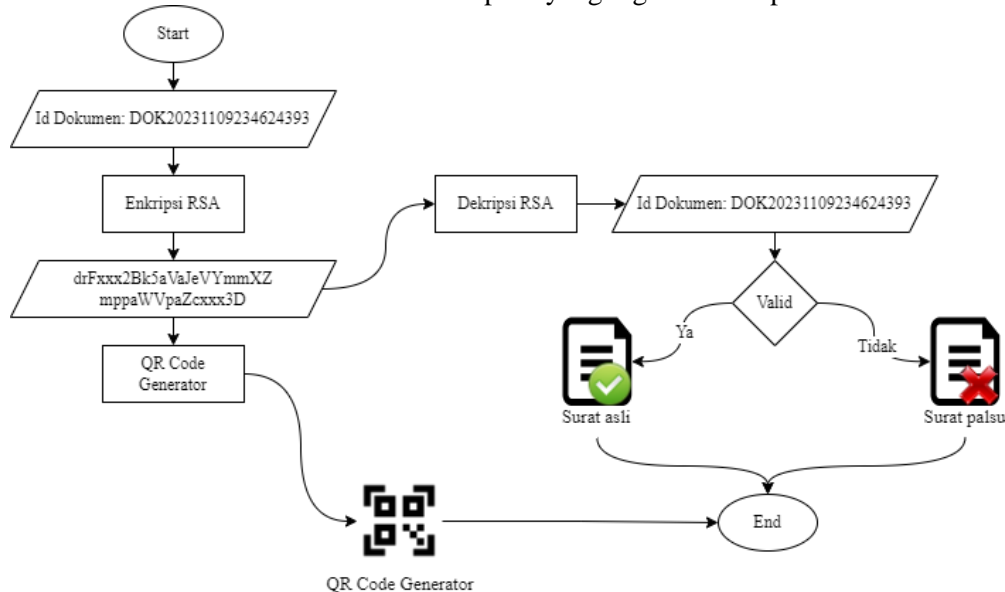 Start
Id Dokumen: DOK20231109234624393
Enkripsi RSA
Dekripsi RSA
Id Dokumen: DOK20231109234624393
drFxxx2Bk5aVaJeVYmmXZ
mppaWVpaZcxxx3D
Valid
Ya
Tidak
QR Code
Generator
Surat asli
Surat palsu
End
QR Code Generator